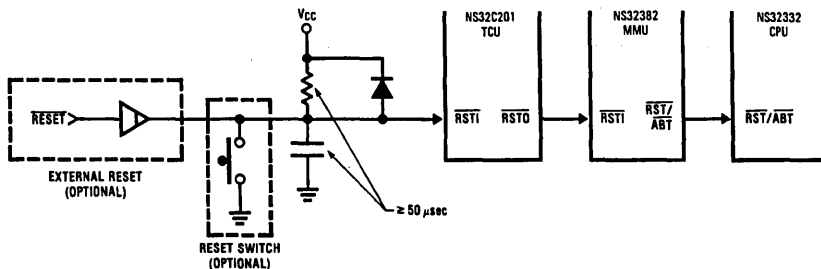 VCC
NS32C201
TCU
NS32382
MMU
NS32332
CPU
RESET
RSTI
RSTO
RSTI
RST/
ABT
RST/ABT
EXTERNAL RESET
(OPTIONAL)
≥ 50 μsec
RESET SWITCH
(OPTIONAL)